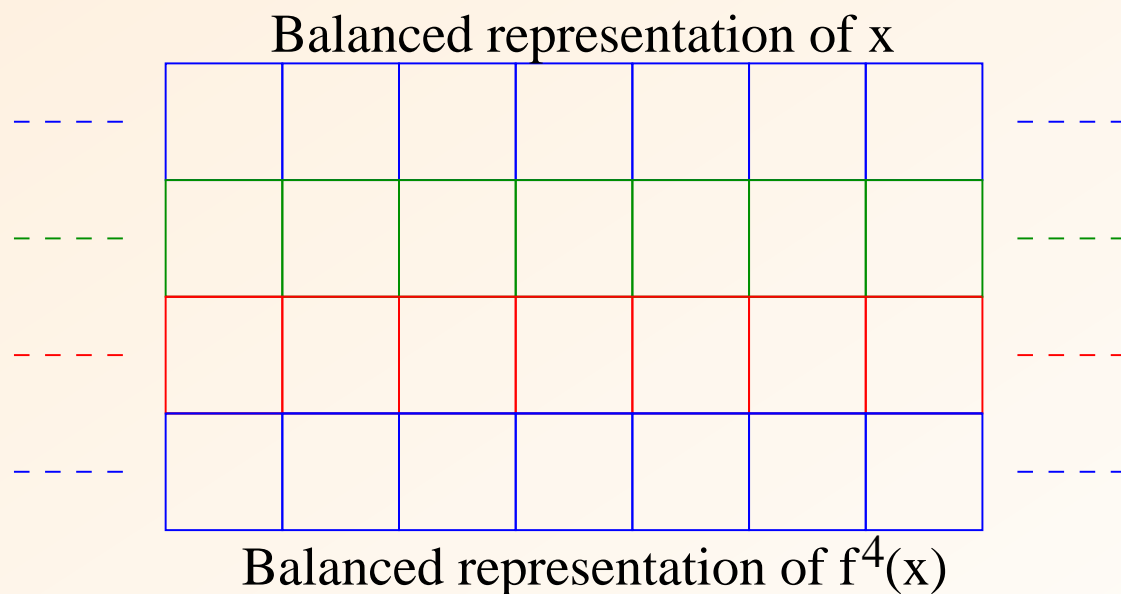 Balanced representation of x
Balanced representation of f⁴(x)